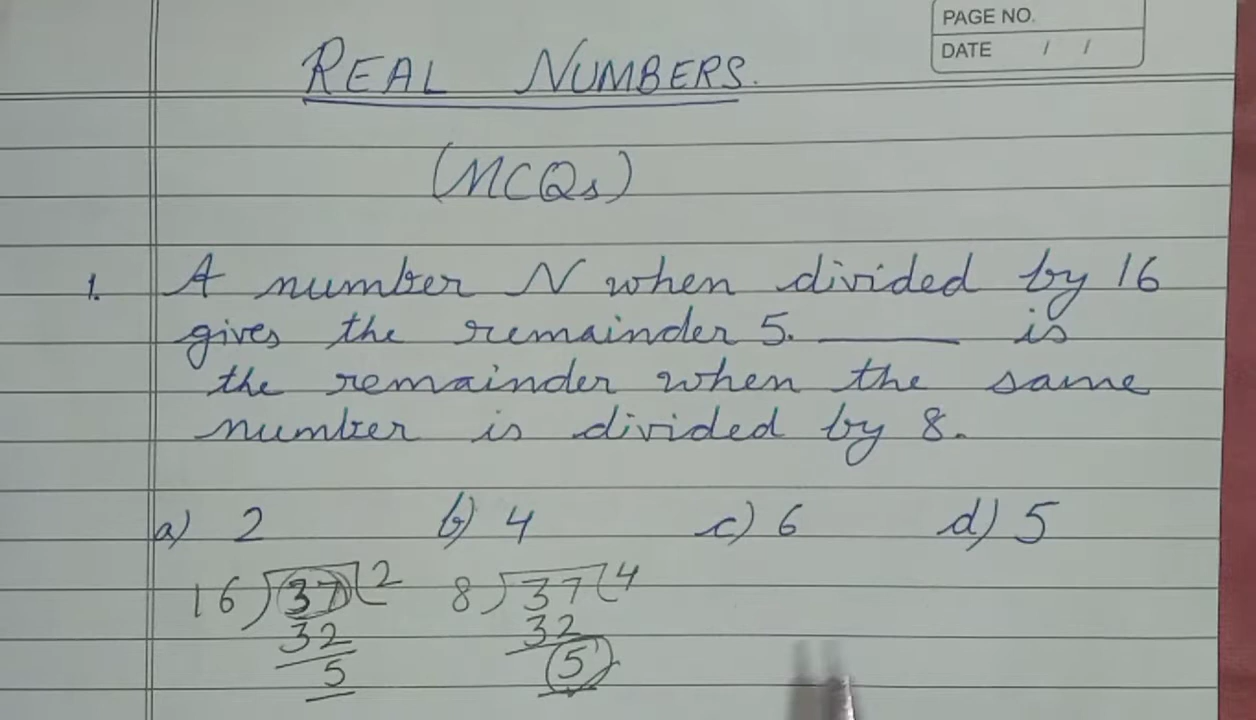 PAGE NO.
DATE / /
REAL NUMBERS.
(MCQs)
1. A number N when divided by 16
gives the remainder 5. ______ is
the remainder when the same
number is divided by 8.
a) 2 b) 4 c) 6 d) 5
16 37 2 8 37 4
32 32
5 5